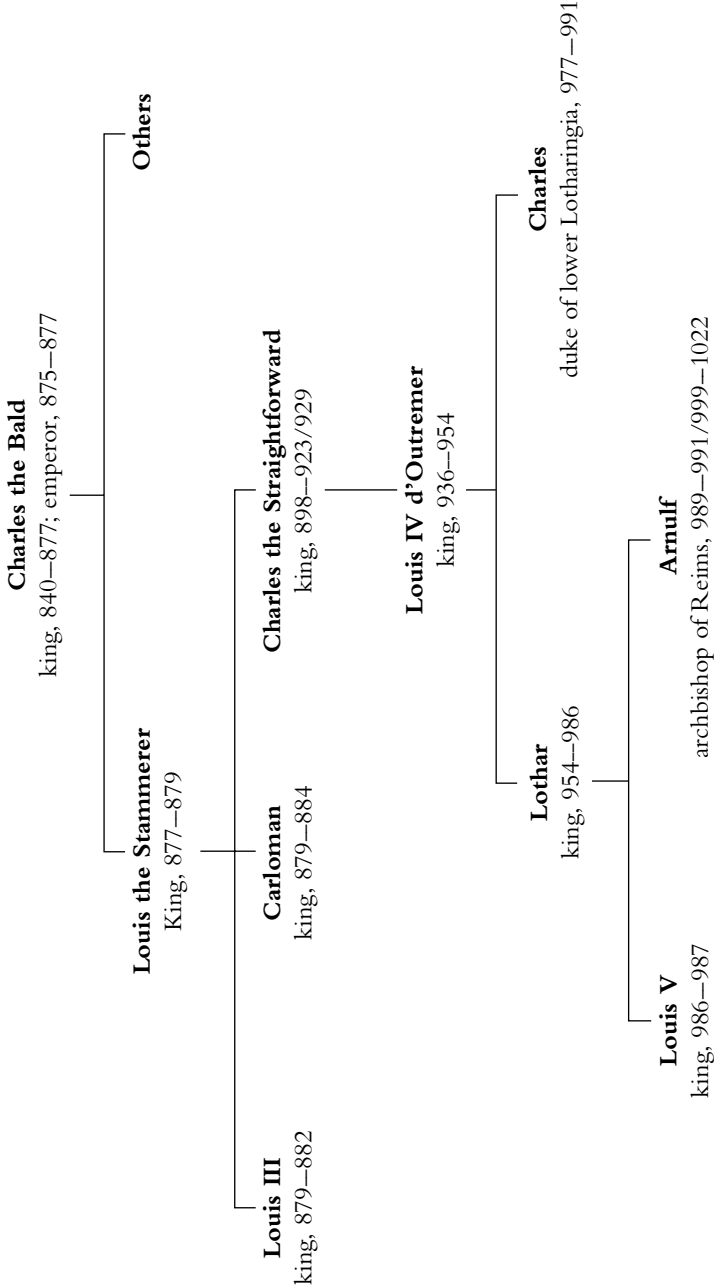 Charles the Bald
king, 840–877; emperor, 875–877
Louis the Stammerer
King, 877–879
Others
Louis III
king, 879–882
Carloman
king, 879–884
Charles the Straightforward
king, 898–923/929
Louis IV d'Outremer
king, 936–954
Lothar
king, 954–986
Charles
duke of lower Lotharingia, 977–991
Louis V
king, 986–987
Arnulf
archbishop of Reims, 989–991/999–1022